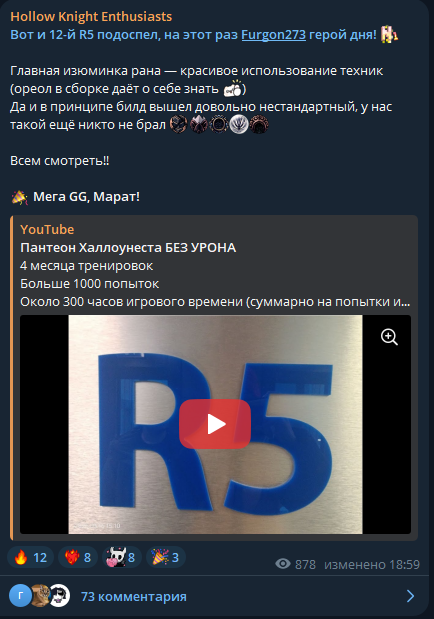 Hollow Knight Enthusiasts
Вот и 12-й R5 подоспел, на этот раз Furgon273 герой дня!
Главная изюминка рана — красивое использование техник
(ореол в сборке даёт о себе знать )
Да и в принципе билд вышел довольно нестандартный, у нас
такой ещё никто не брал
Всем смотреть!!
Мега GG, Марат!
YouTube
Пантеон Халлоунеста БЕЗ УРОНА
4 месяца тренировок
Больше 1000 попыток
Около 300 часов игрового времени (суммарно на попытки и...
R5
12 8 8 3
878 изменено 18:59
Г 73 комментария